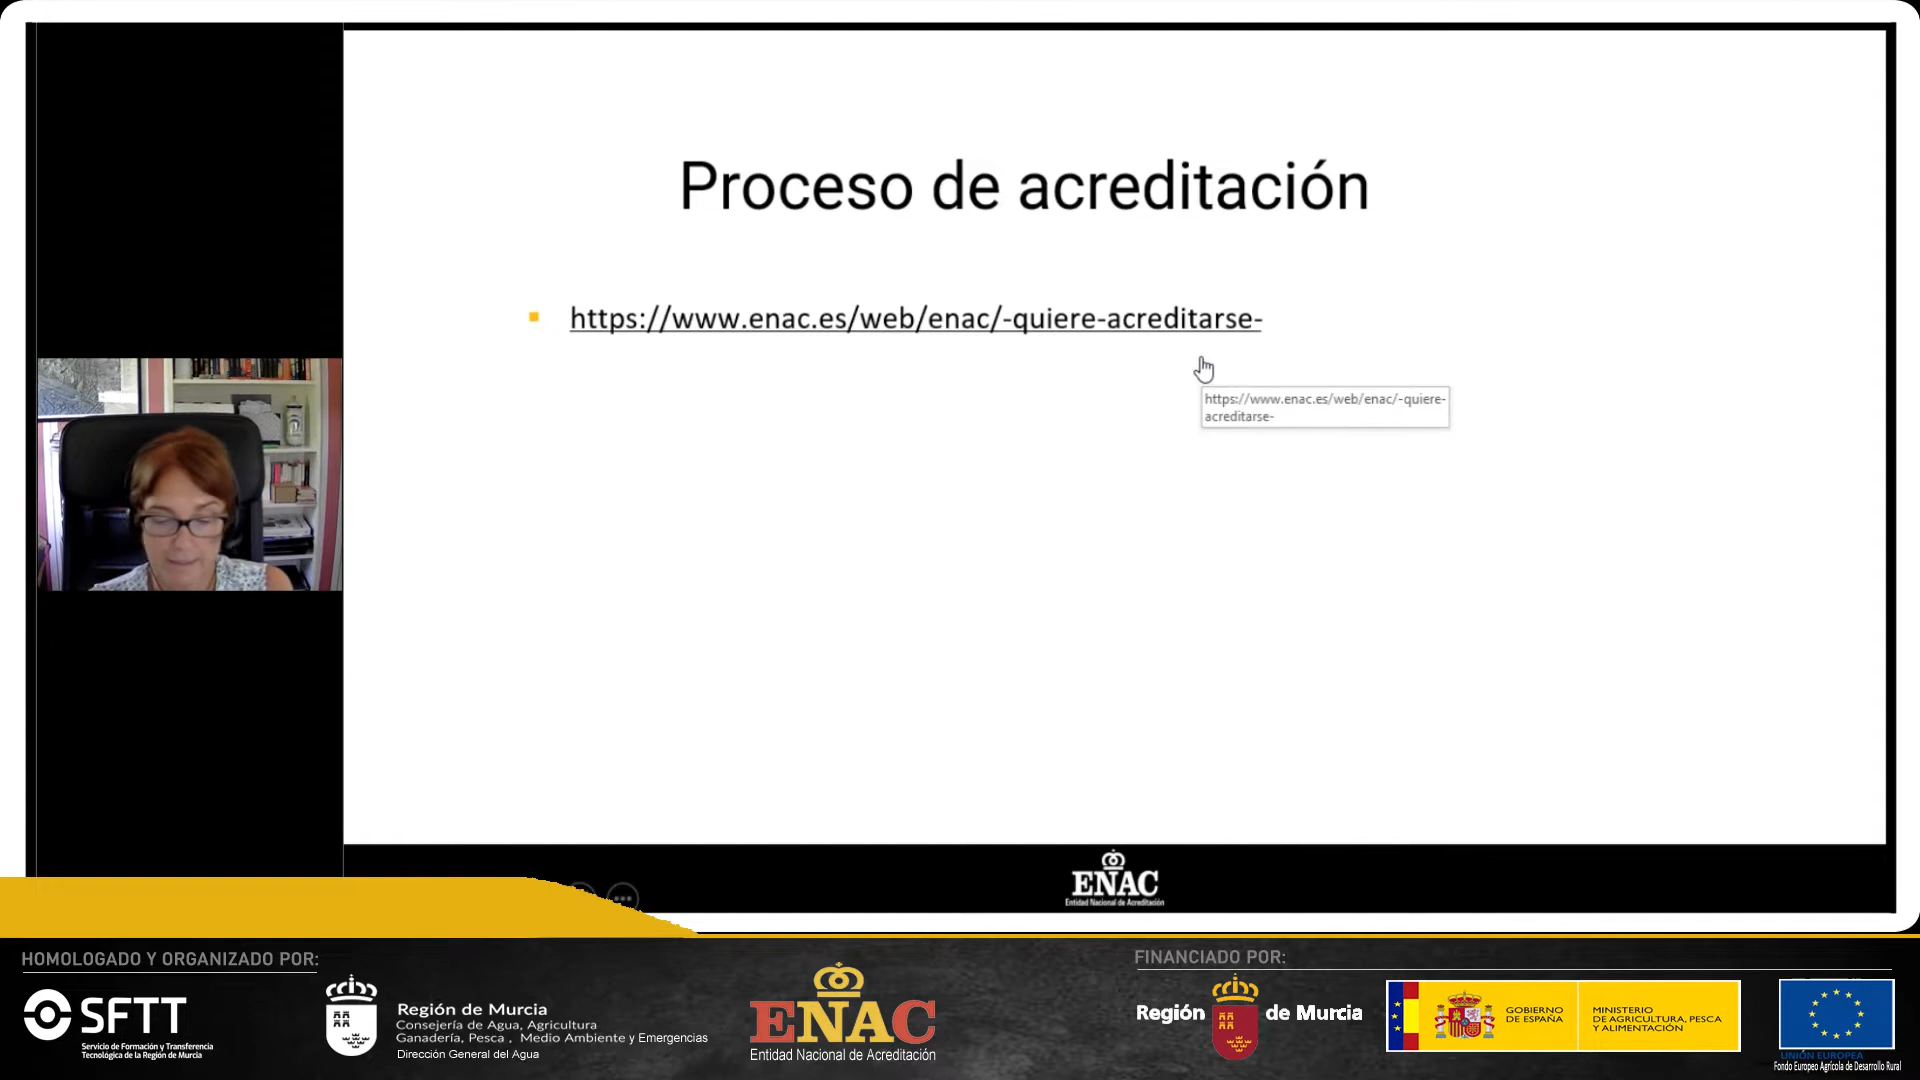 Proceso de acreditación
https://www.enac.es/web/enac/-quiere-acreditarse-
https://www.enac.es/web/enac/-quiere-
acreditarse-
ENAC
Entidad Nacional de Acreditación
HOMOLOGADO Y ORGANIZADO POR:
SFTT
Servicio de Formación y Transferencia
Tecnológica de la Región de Murcia
Región de Murcia
Consejería de Agua, Agricultura
Ganadería, Pesca , Medio Ambiente y Emergencias
Dirección General del Agua
ENAC
Entidad Nacional de Acreditación
FINANCIADO POR:
Región de Murcia
GOBIERNO
DE ESPAÑA
MINISTERIO
DE AGRICULTURA, PESCA
Y ALIMENTACIÓN
UNIÓN EUROPEA
Fondo Europeo Agrícola de Desarrollo Rural